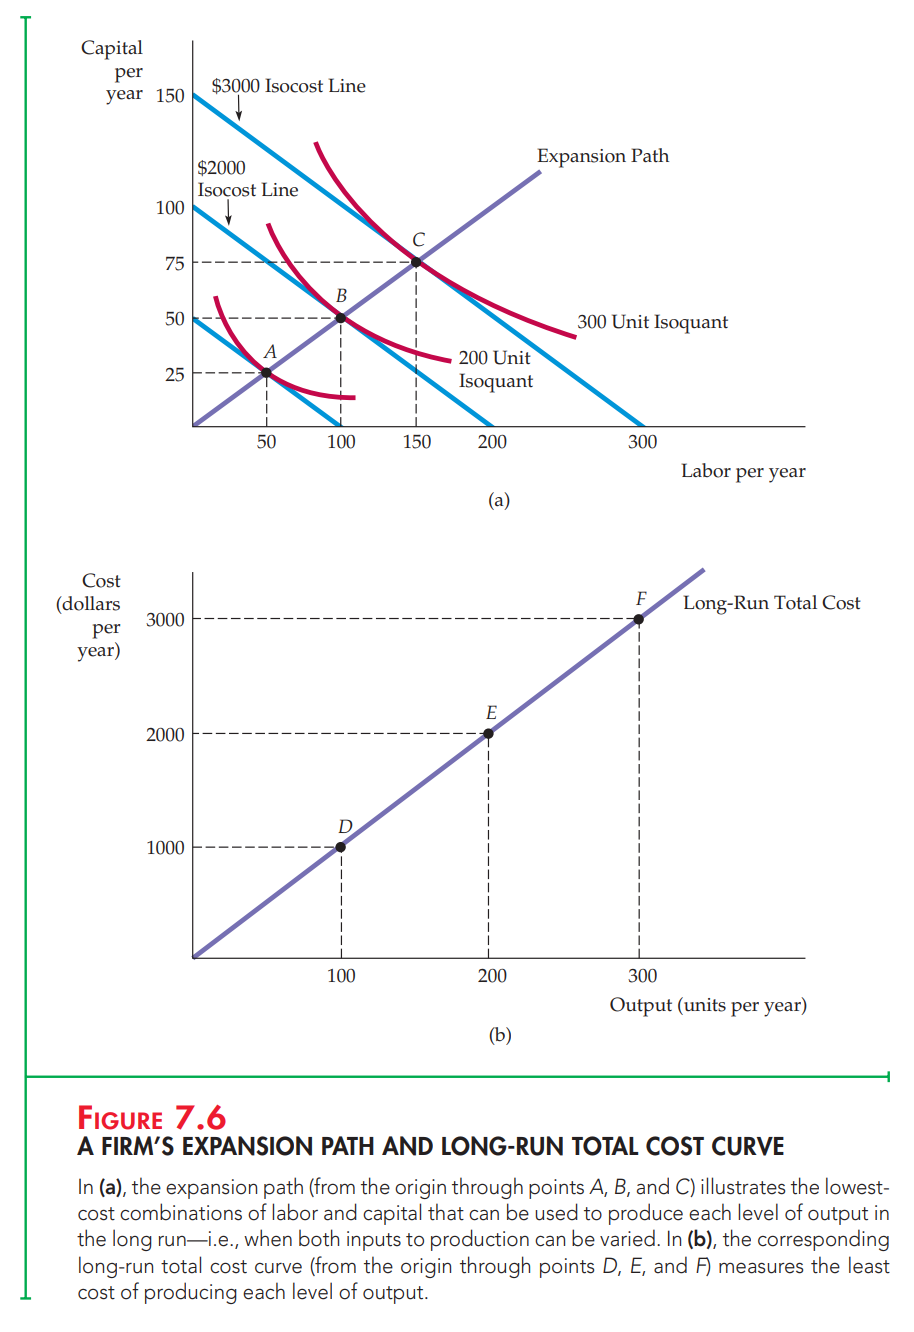 Capital
per
year
150
$3000 Isocost Line
Expansion Path
$2000
Isocost Line
100
C
75
B
50
300 Unit Isoquant
A
200 Unit
Isoquant
25
50 100 150 200 300
Labor per year
(a)
Cost
(dollars
per
year)
F
Long-Run Total Cost
3000
E
2000
D
1000
100 200 300
Output (units per year)
(b)
FIGURE 7.6
A FIRM'S EXPANSION PATH AND LONG-RUN TOTAL COST CURVE
In (a), the expansion path (from the origin through points A, B, and C) illustrates the lowest-
cost combinations of labor and capital that can be used to produce each level of output in
the long run—i.e., when both inputs to production can be varied. In (b), the corresponding
long-run total cost curve (from the origin through points D, E, and F) measures the least
cost of producing each level of output.